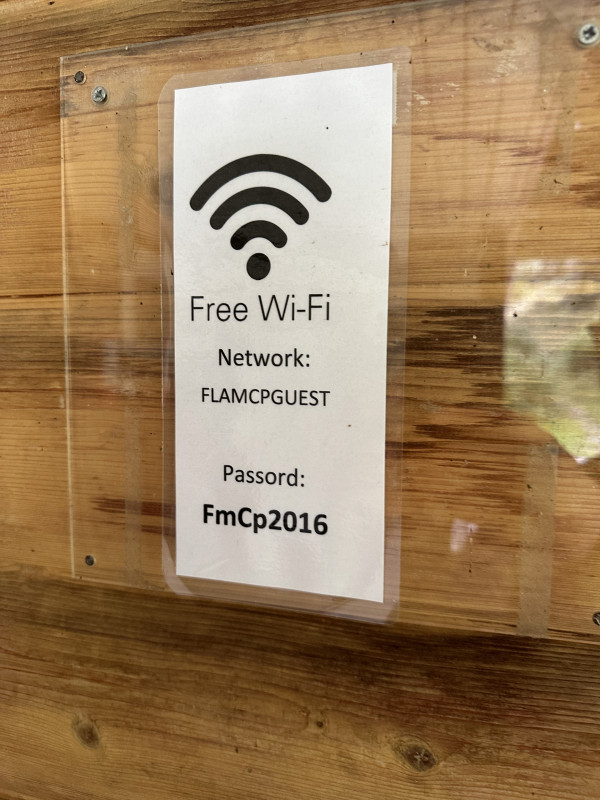 Free Wi-Fi
Network:
FLAMCPGUEST
Passord:
FmCp2016